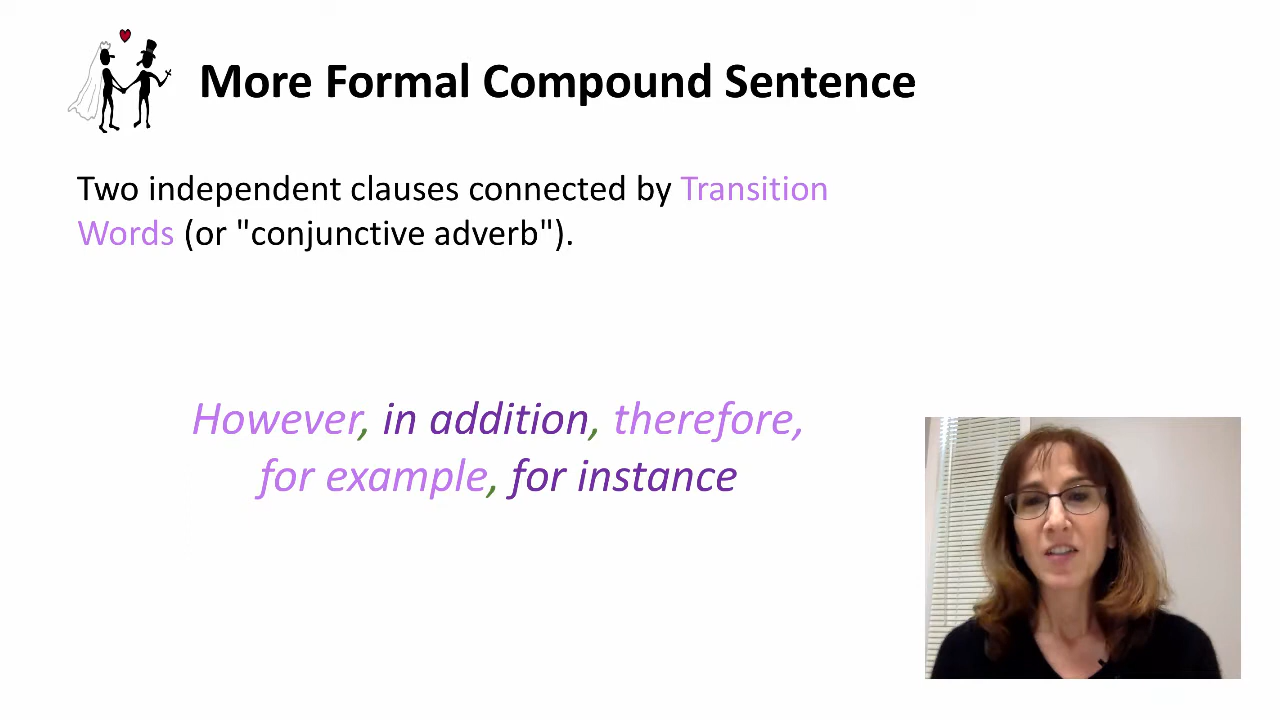 More Formal Compound Sentence
Two independent clauses connected by Transition
Words (or "conjunctive adverb").
However, in addition, therefore,
for example, for instance